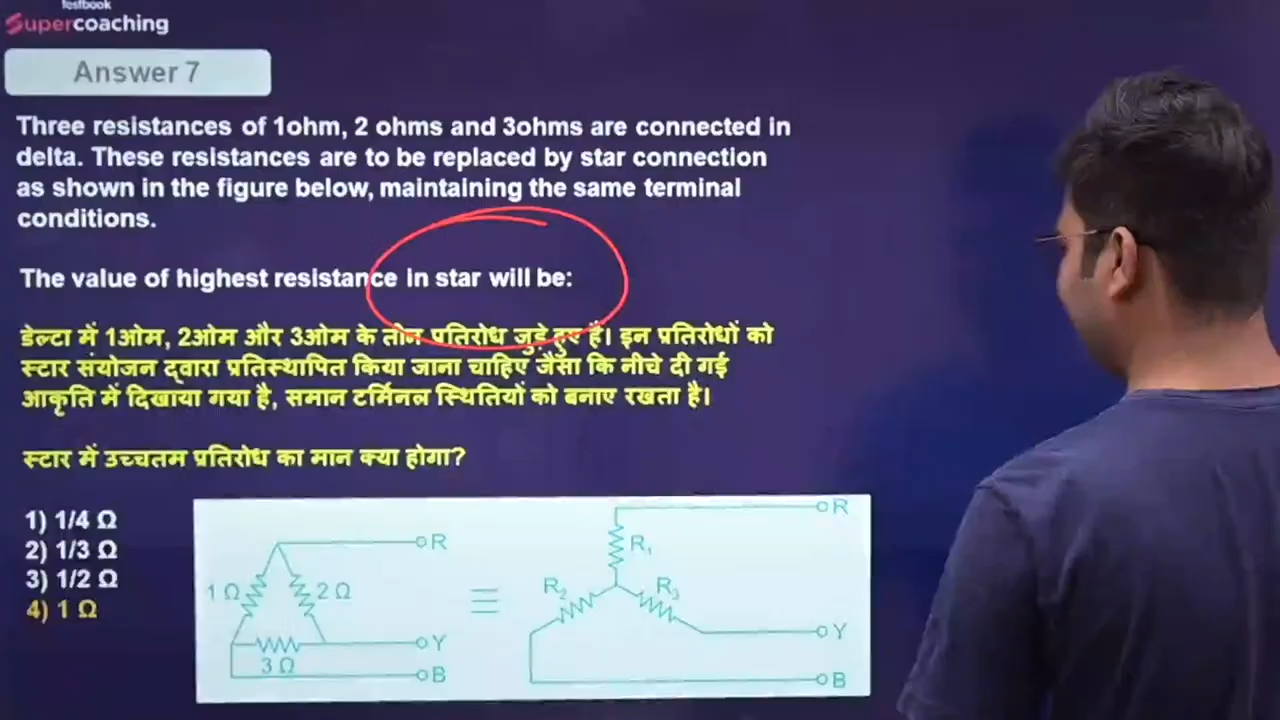 Testbook
Supercoaching
Answer 7
Three resistances of 1ohm, 2 ohms and 3ohms are connected in
delta. These resistances are to be replaced by star connection
as shown in the figure below, maintaining the same terminal
conditions.
The value of highest resistance in star will be:
डेल्टा में 1ओम, 2ओम और 3ओम के तीन प्रतिरोध जुड़े हुए हैं। इन प्रतिरोधों को
स्टार संयोजन द्वारा प्रतिस्थापित किया जाना चाहिए जैसा कि नीचे दी गई
आकृति में दिखाया गया है, समान टर्मिनल स्थितियों को बनाए रखता है।
स्टार में उच्चतम प्रतिरोध का मान क्या होगा?
1) 1/4 Ω
2) 1/3 Ω
3) 1/2 Ω
4) 1 Ω
R
1 Ω
2 Ω
Y
3 Ω
B
R
R₁
R₂
R₃
Y
B